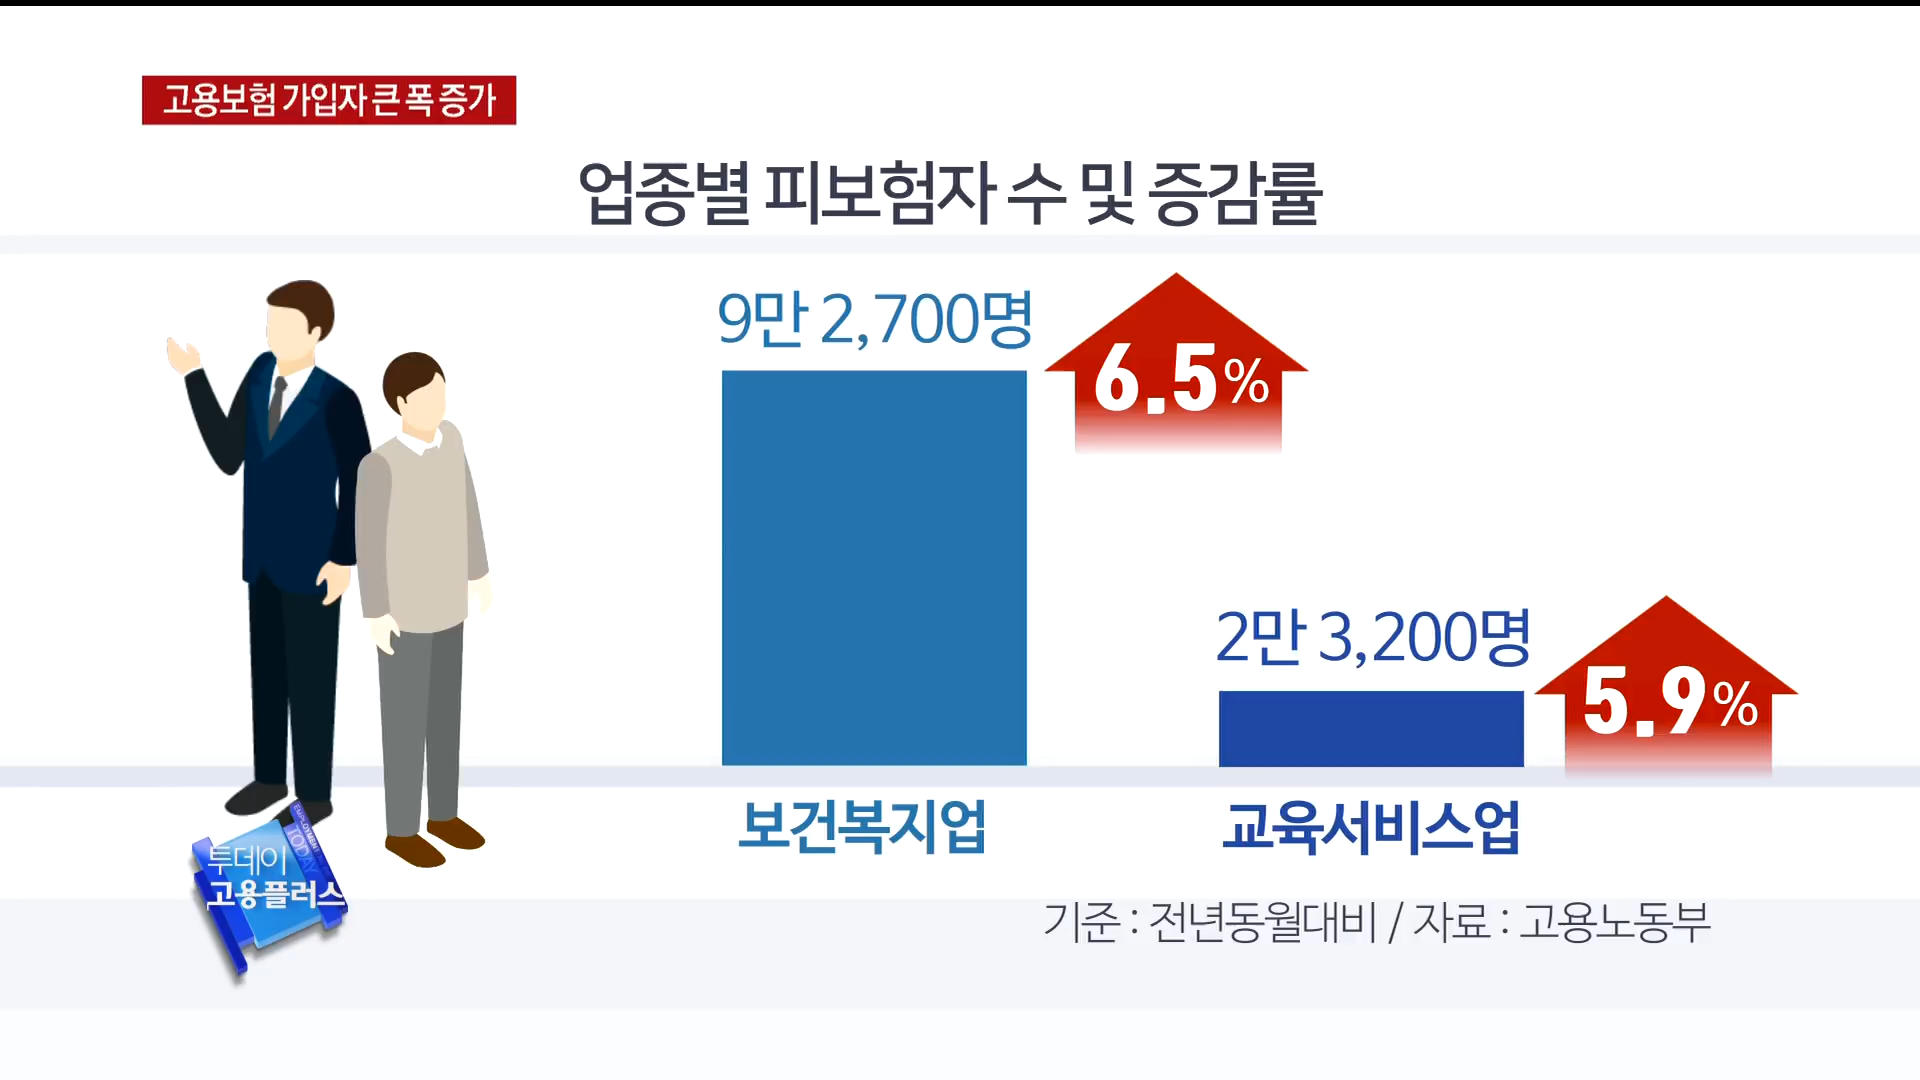 고용보험 가입자 큰 폭 증가
업종별 피보험자 수 및 증감률
9만 2,700명
6.5%
2만 3,200명
5.9%
보건복지업
교육서비스업
EMPLOYMENT
TODAY
투데이
고용플러스
기준 : 전년동월대비 / 자료 : 고용노동부